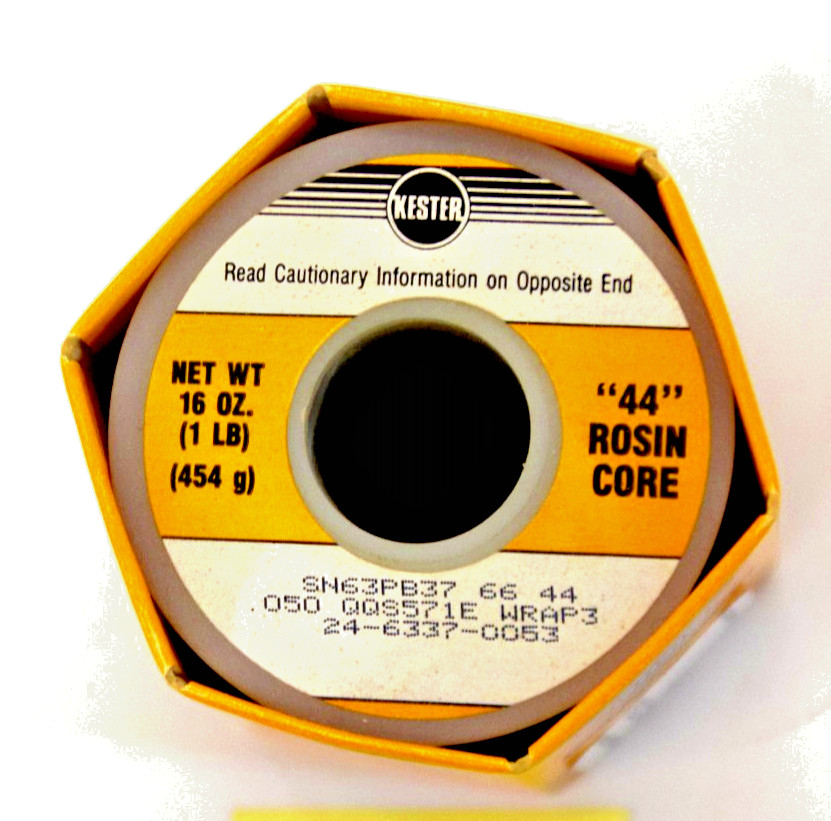 KESTER
Read Cautionary Information on Opposite End
NET WT
16 OZ.
(1 LB)
(454 g)
“44”
ROSIN
CORE
SN63PB37 66 44
.050 QQS571E WRAP3
24-6337-0053